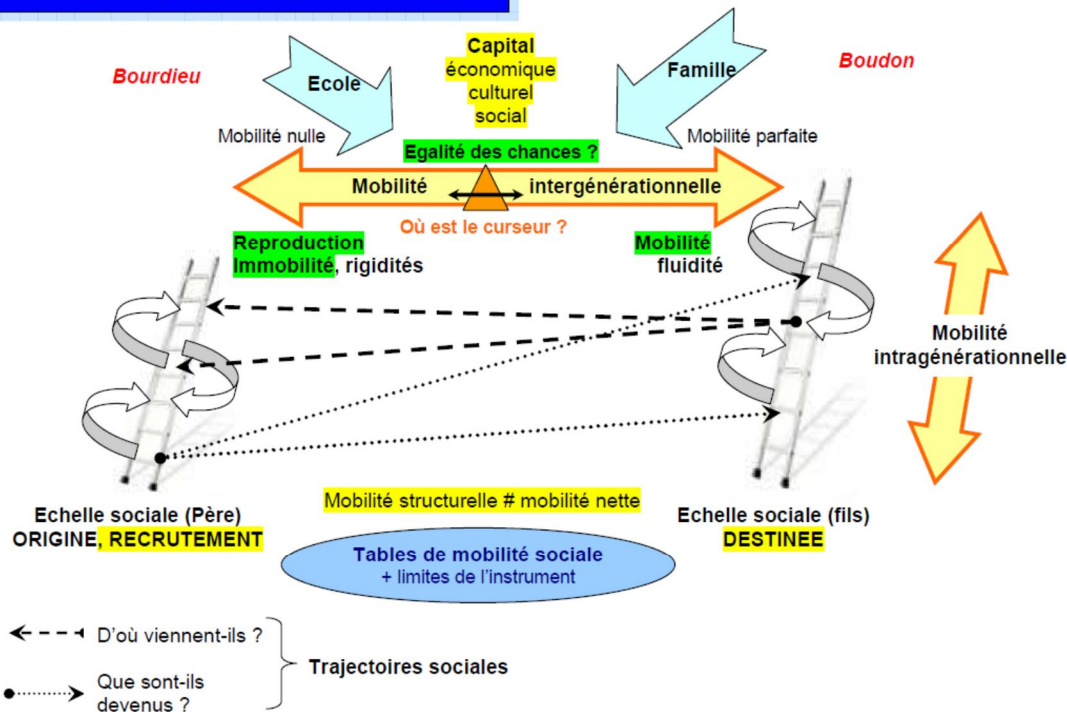 Bourdieu
Ecole
Capital
économique
culturel
social
Famille
Boudon
Mobilité nulle
Mobilité parfaite
Egalité des chances ?
Mobilité intergénérationnelle
Où est le curseur ?
Reproduction
Immobilité, rigidités
Mobilité
fluidité
Mobilité
intragénérationnelle
Mobilité structurelle # mobilité nette
Echelle sociale (Père)
ORIGINE, RECRUTEMENT
Echelle sociale (fils)
DESTINEE
Tables de mobilité sociale
+ limites de l'instrument
D'où viennent-ils ?
Trajectoires sociales
Que sont-ils
devenus ?